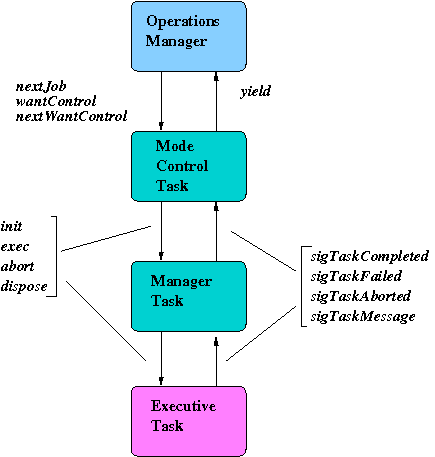 Operations
Manager
nextJob
wantControl
nextWantControl
yield
Mode
Control
Task
init
exec
abort
dispose
sigTaskCompleted
sigTaskFailed
sigTaskAborted
sigTaskMessage
Manager
Task
Executive
Task